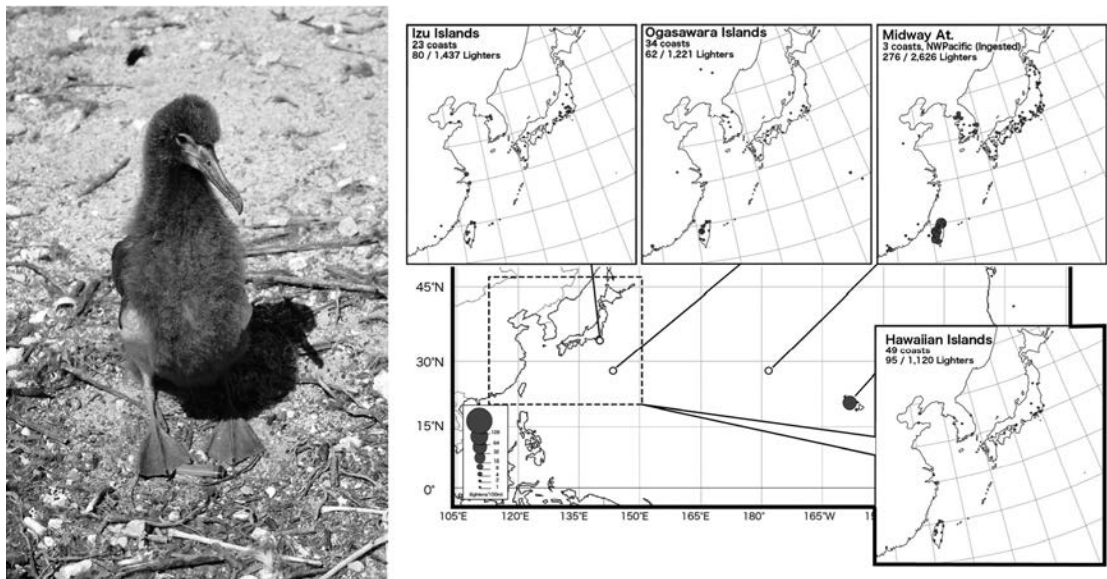 Izu Islands
23 coasts
80 / 1,437 Lighters
Ogasawara Islands
34 coasts
62 / 1,221 Lighters
Midway At.
3 coasts, NWPacific (Ingested)
276 / 2,626 Lighters
45°N
30°N
15°N
0°
105°E
120°E
135°E
150°E
165°E
180°
165°W
Hawaiian Islands
49 coasts
95 / 1,120 Lighters